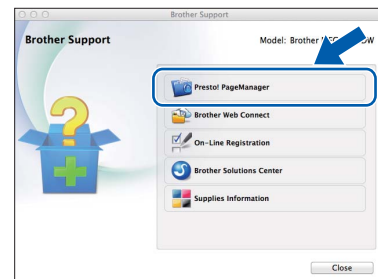 Brother Support
Brother Support
Model: Brother
Presto! PageManager
Brother Web Connect
On-Line Registration
Brother Solutions Center
Supplies Information
Close